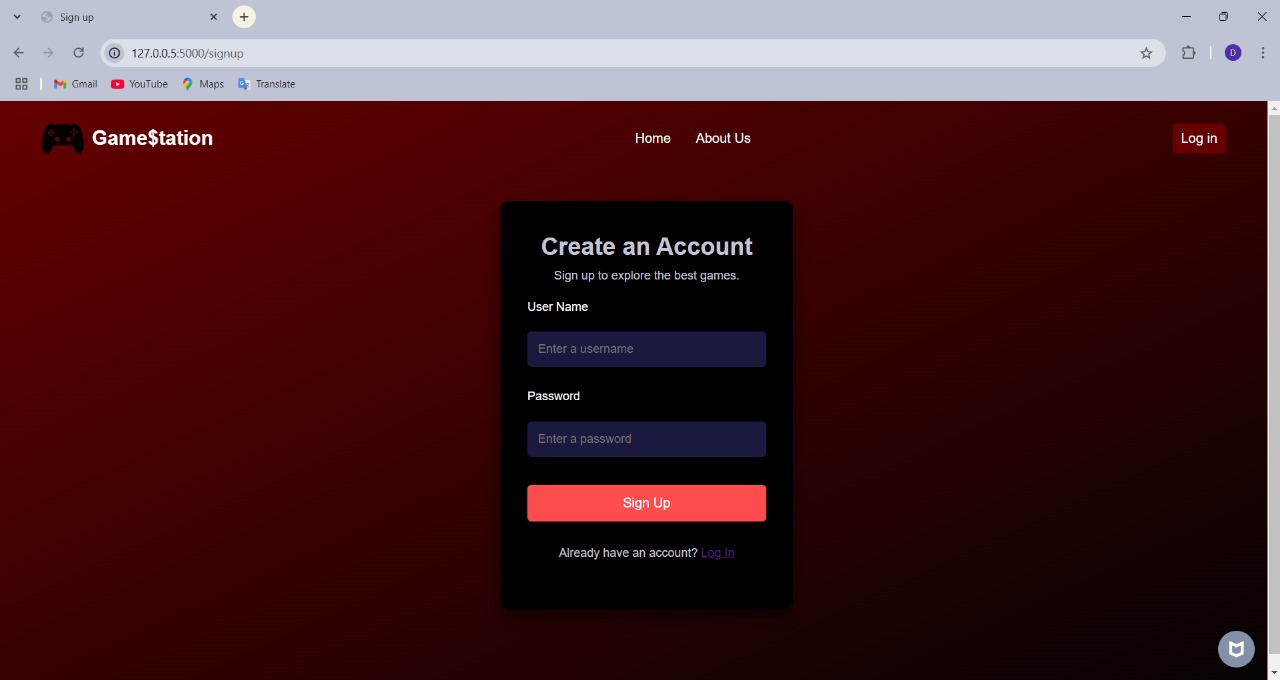 Sign up
127.0.0.5:5000/signup
D
Gmail YouTube Maps Translate
Game$tation Home About Us Log in
Create an Account
Sign up to explore the best games.
User Name
Enter a username
Password
Enter a password
Sign Up
Already have an account? Log In